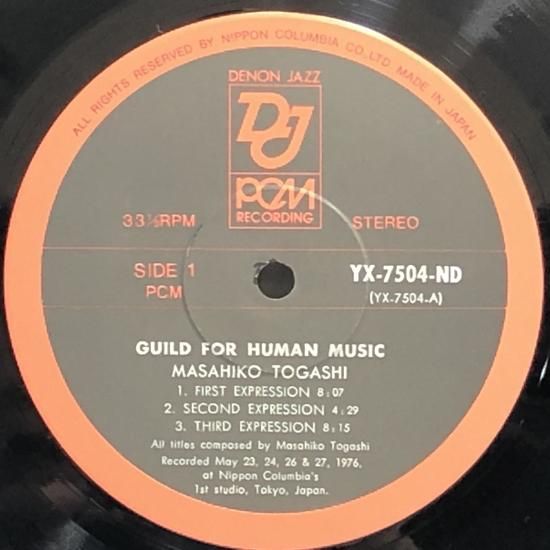 ALL RIGHTS RESERVED BY NIPPON COLUMBIA CO., LTD. MADE IN JAPAN
DENON JAZZ
DJ
PCM
RECORDING
33⅓RPM
STEREO
SIDE 1
PCM
YX-7504-ND
(YX-7504-A)
GUILD FOR HUMAN MUSIC
MASAHIKO TOGASHI
1. FIRST EXPRESSION 8:07
2. SECOND EXPRESSION 4:29
3. THIRD EXPRESSION 8:15
All titles composed by Masahiko Togashi
Recorded May 23, 24, 26 & 27, 1976,
at Nippon Columbia's
1st studio, Tokyo, Japan.